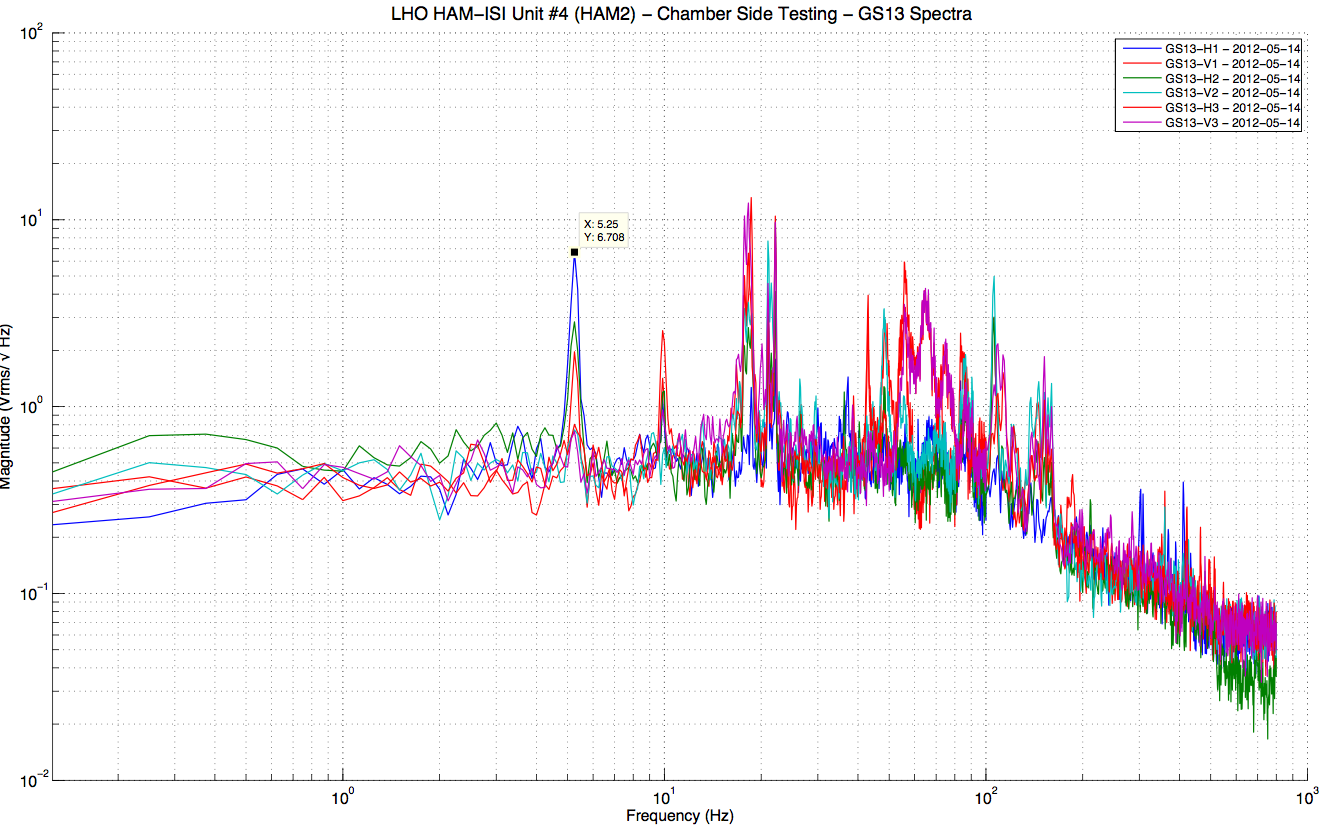 LHO HAM−ISI Unit #4 (HAM2) − Chamber Side Testing − GS13 Spectra
10^2
GS13−H1 − 2012−05−14
GS13−V1 − 2012−05−14
GS13−H2 − 2012−05−14
GS13−V2 − 2012−05−14
GS13−H3 − 2012−05−14
GS13−V3 − 2012−05−14
10^1
X: 5.25
Y: 6.708
10^0
Magnitude (Vrms/ √ Hz)
10^−1
10^−2
10^0
10^1
10^2
10^3
Frequency (Hz)